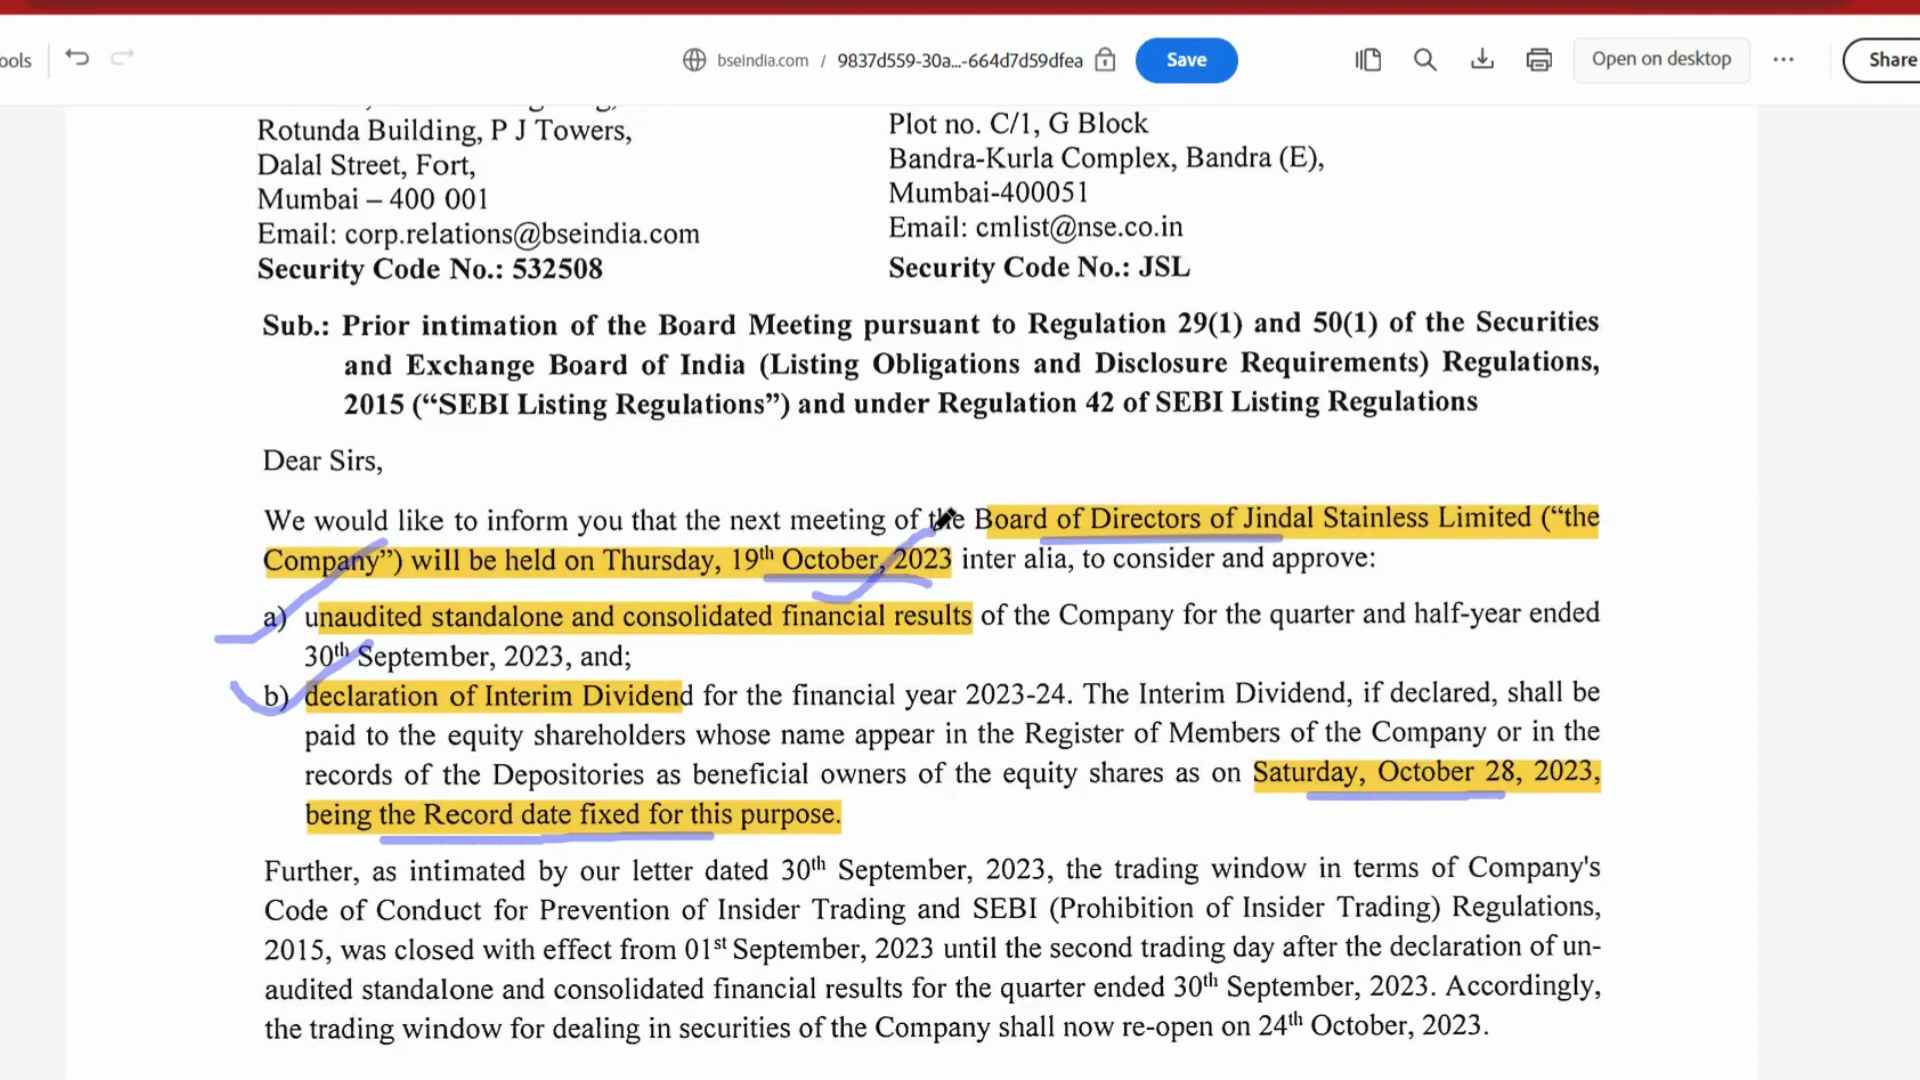 ools
bseindia.com / 9837d559-30a...-664d7d59dfea
Save
Open on desktop
Share
Rotunda Building, P J Towers,
Dalal Street, Fort,
Mumbai – 400 001
Email: corp.relations@bseindia.com
Security Code No.: 532508
Plot no. C/1, G Block
Bandra-Kurla Complex, Bandra (E),
Mumbai-400051
Email: cmlist@nse.co.in
Security Code No.: JSL
Sub.: Prior intimation of the Board Meeting pursuant to Regulation 29(1) and 50(1) of the Securities
and Exchange Board of India (Listing Obligations and Disclosure Requirements) Regulations,
2015 (“SEBI Listing Regulations”) and under Regulation 42 of SEBI Listing Regulations
Dear Sirs,
We would like to inform you that the next meeting of the Board of Directors of Jindal Stainless Limited (“the
Company”) will be held on Thursday, 19th October, 2023 inter alia, to consider and approve:
a) unaudited standalone and consolidated financial results of the Company for the quarter and half-year ended
30th September, 2023, and;
b) declaration of Interim Dividend for the financial year 2023-24. The Interim Dividend, if declared, shall be
paid to the equity shareholders whose name appear in the Register of Members of the Company or in the
records of the Depositories as beneficial owners of the equity shares as on Saturday, October 28, 2023,
being the Record date fixed for this purpose.
Further, as intimated by our letter dated 30th September, 2023, the trading window in terms of Company's
Code of Conduct for Prevention of Insider Trading and SEBI (Prohibition of Insider Trading) Regulations,
2015, was closed with effect from 01st September, 2023 until the second trading day after the declaration of un-
audited standalone and consolidated financial results for the quarter ended 30th September, 2023. Accordingly,
the trading window for dealing in securities of the Company shall now re-open on 24th October, 2023.